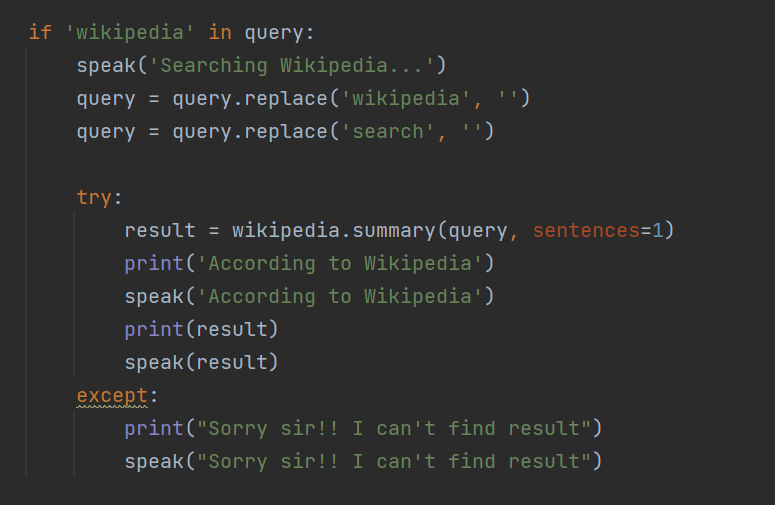 if 'wikipedia' in query:
    speak('Searching Wikipedia...')
    query = query.replace('wikipedia', '')
    query = query.replace('search', '')

    try:
        result = wikipedia.summary(query, sentences=1)
        print('According to Wikipedia')
        speak('According to Wikipedia')
        print(result)
        speak(result)
    except:
        print("Sorry sir!! I can't find result")
        speak("Sorry sir!! I can't find result")